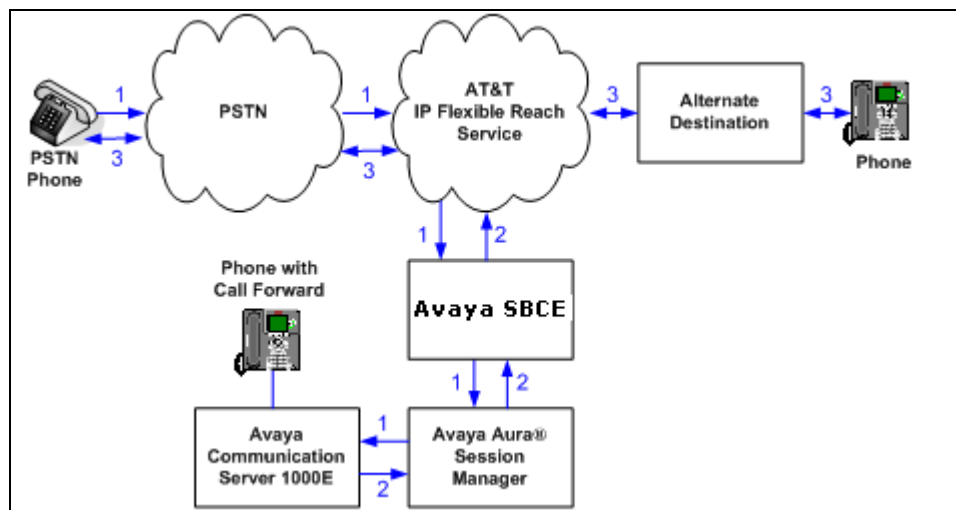 1
PSTN
Phone
3
PSTN
1
3
AT&T
IP Flexible Reach
Service
3
Alternate
Destination
3
Phone
1
2
Phone with
Call Forward
Avaya SBCE
1
2
Avaya
Communication
Server 1000E
1
2
Avaya Aura®
Session
Manager